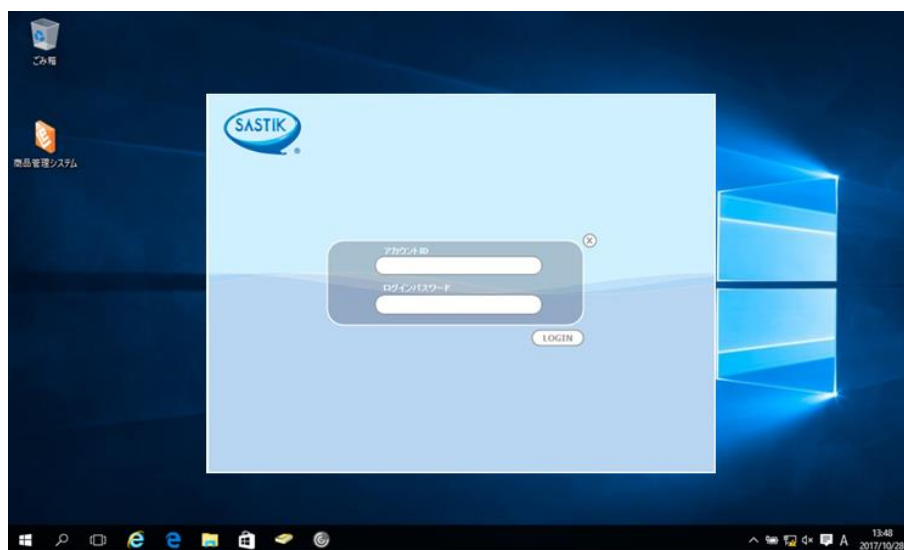 ごみ箱
商品管理システム
SASTIK
®
アカウントID
ログインパスワード
LOGIN
A
13:48
2017/10/28